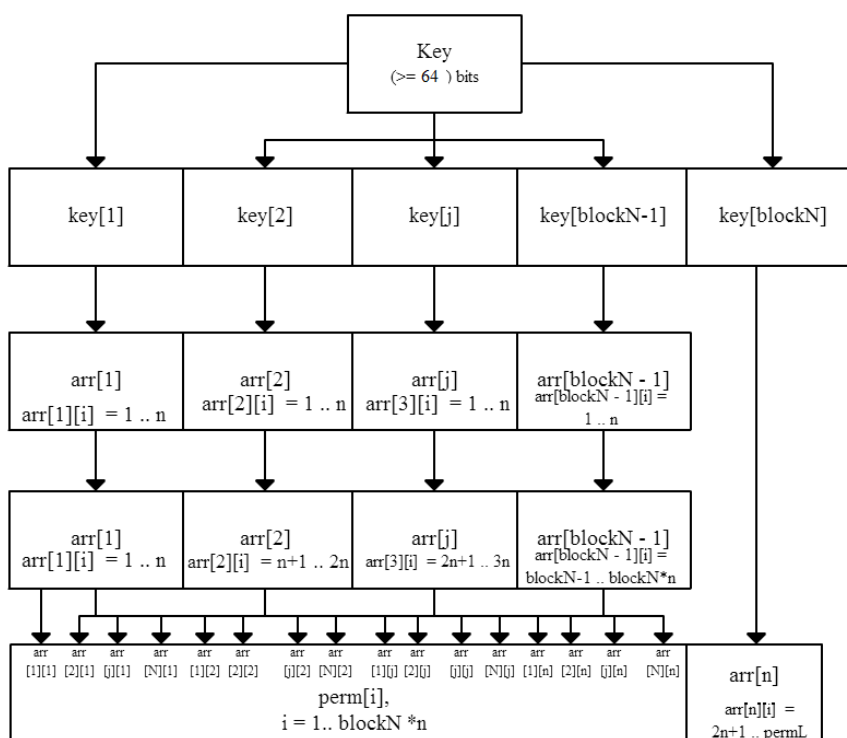 Key
(>= 64 ) bits
key[1]
key[2]
key[j]
key[blockN-1]
key[blockN]
arr[1]
arr[1][i] = 1 .. n
arr[2]
arr[2][i] = 1 .. n
arr[j]
arr[3][i] = 1 .. n
arr[blockN - 1]
arr[blockN - 1][i] =
1 .. n
arr[1]
arr[1][i] = 1 .. n
arr[2]
arr[2][i] = n+1 .. 2n
arr[j]
arr[3][i] = 2n+1 .. 3n
arr[blockN - 1]
arr[blockN - 1][i] =
blockN-1 .. blockN*n
arr
[1][1]
arr
[2][1]
arr
[j][1]
arr
[N][1]
arr
[1][2]
arr
[2][2]
arr
[j][2]
arr
[N][2]
arr
[1][j]
arr
[2][j]
arr
[j][j]
arr
[N][j]
arr
[1][n]
arr
[2][n]
arr
[j][n]
arr
[N][n]
perm[i],
i = 1.. blockN *n
arr[n]
arr[n][i] =
2n+1 .. permL